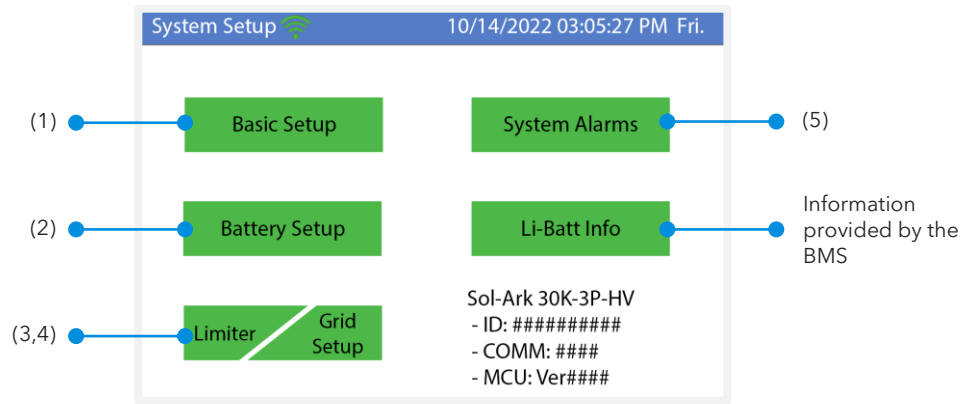 System Setup
10/14/2022 03:05:27 PM Fri.
(1)
Basic Setup
System Alarms
(5)
(2)
Battery Setup
Li-Batt Info
Information
provided by the
BMS
(3,4)
Limiter
Grid
Setup
Sol-Ark 30K-3P-HV
- ID: ##########
- COMM: ####
- MCU: Ver####